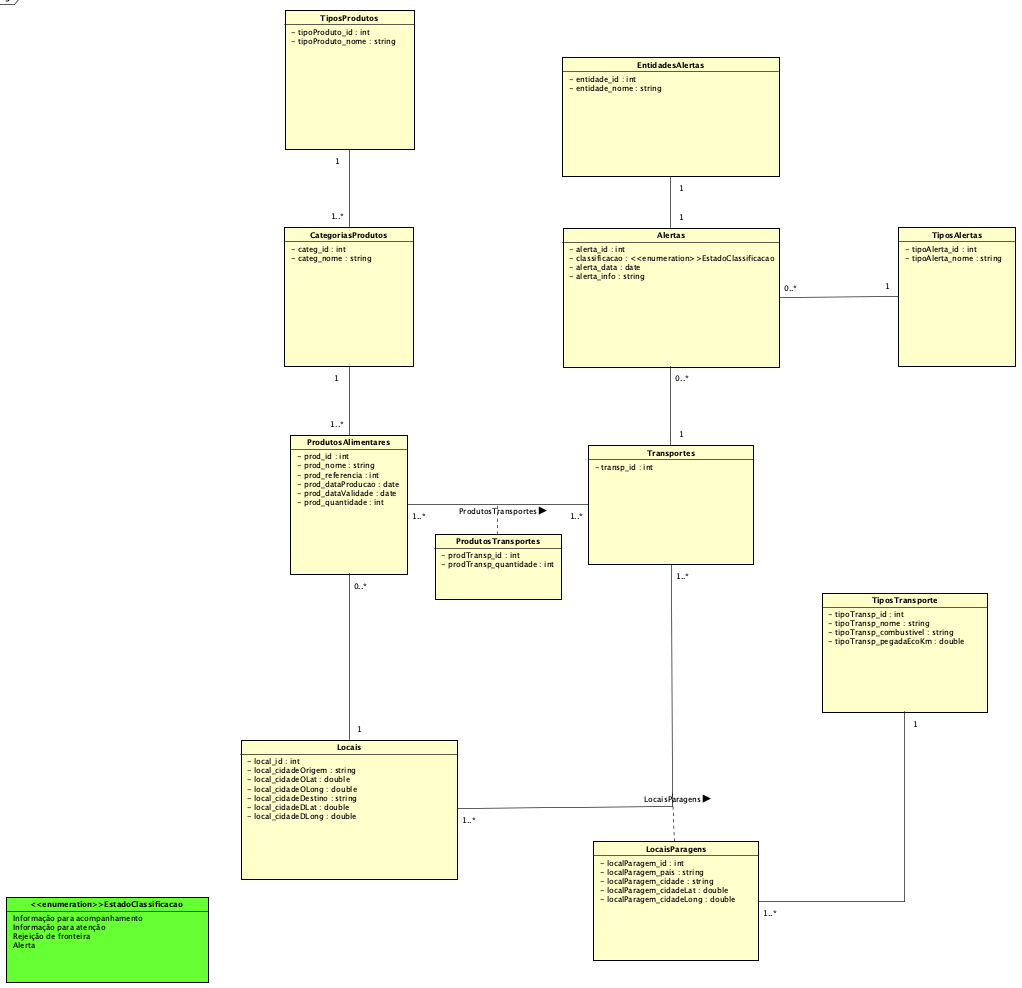 TiposProdutos
- tipoProduto_id : int
- tipoProduto_nome : string
EntidadesAlertas
- entidade_id : int
- entidade_nome : string
1
1..*
1
1
CategoriasProdutos
- categ_id : int
- categ_nome : string
Alertas
- alerta_id : int
- classificacao : <<enumeration>>EstadoClassificacao
- alerta_data : date
- alerta_info : string
TiposAlertas
- tipoAlerta_id : int
- tipoAlerta_nome : string
0..*
1
1
1..*
0..*
1
ProdutosAlimentares
- prod_id : int
- prod_nome : string
- prod_referencia : int
- prod_dataProducao : date
- prod_dataValidade : date
- prod_quantidade : int
Transportes
- transp_id : int
1..*
ProdutosTransportes
1..*
ProdutosTransportes
- prodTransp_id : int
- prodTransp_quantidade : int
0..*
1..*
TiposTransporte
- tipoTransp_id : int
- tipoTransp_nome : string
- tipoTransp_combustivel : string
- tipoTransp_pegadaEcoKm : double
1
1
Locais
- local_id : int
- local_cidadeOrigem : string
- local_cidadeOLat : double
- local_cidadeOLong : double
- local_cidadeDestino : string
- local_cidadeDLat : double
- local_cidadeDLong : double
LocaisParagens
1..*
LocaisParagens
- localParagem_id : int
- localParagem_pais : string
- localParagem_cidade : string
- localParagem_cidadeLat : double
- localParagem_cidadeLong : double
1..*
<<enumeration>>EstadoClassificacao
Informação para acompanhamento
Informação para atenção
Rejeição de fronteira
Alerta